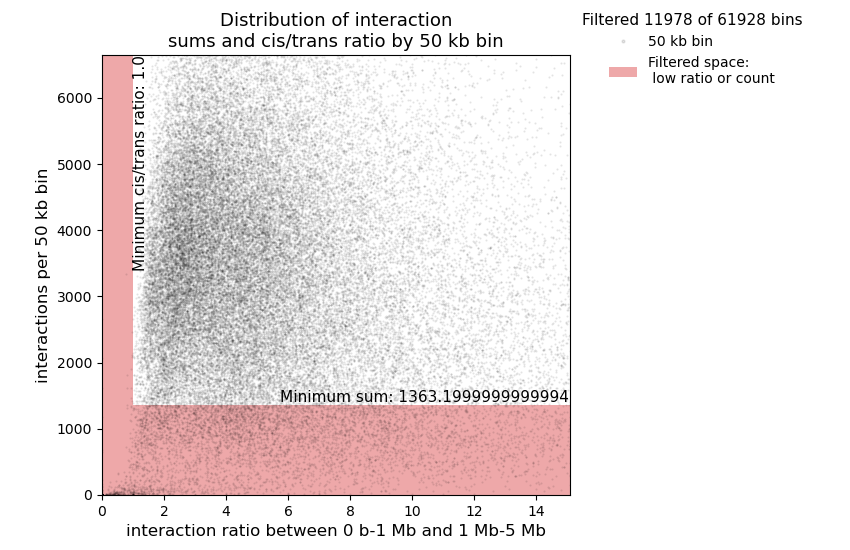 Distribution of interaction
sums and cis/trans ratio by 50 kb bin
Filtered 11978 of 61928 bins
50 kb bin
Filtered space:
low ratio or count
interactions per 50 kb bin
6000
5000
4000
3000
2000
1000
0
Minimum cis/trans ratio: 1.0
Minimum sum: 1363.1999999999994
0 2 4 6 8 10 12 14
interaction ratio between 0 b-1 Mb and 1 Mb-5 Mb